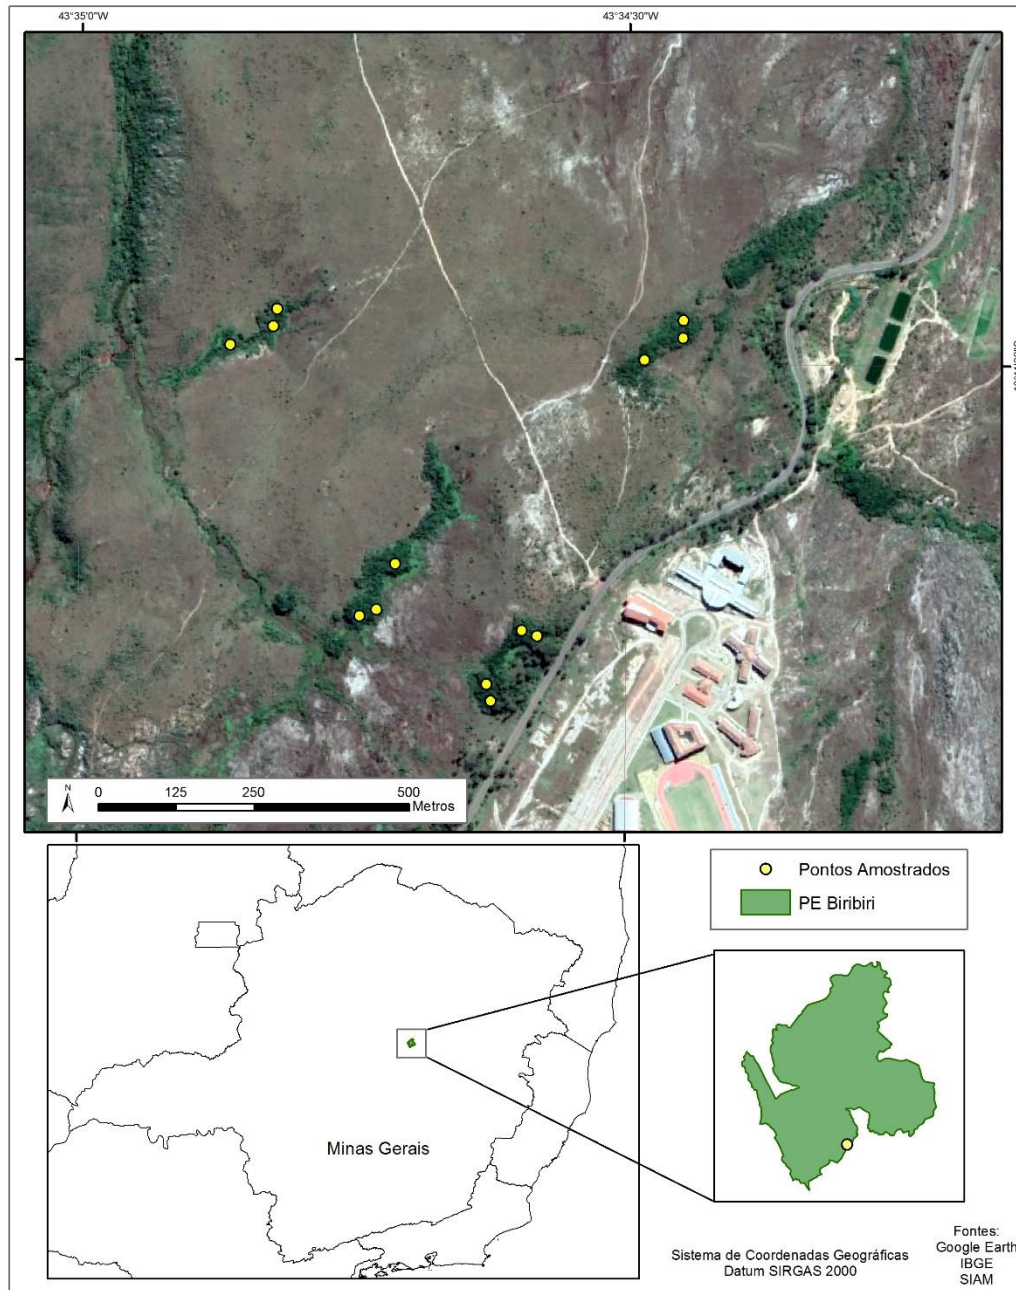 43°35'0"W
43°34'30"W
N
0
125
250
500
Metros
Pontos Amostrados
PE Biribiri
Minas Gerais
Sistema de Coordenadas Geográficas
Datum SIRGAS 2000
Fontes:
Google Earth
IBGE
SIAM